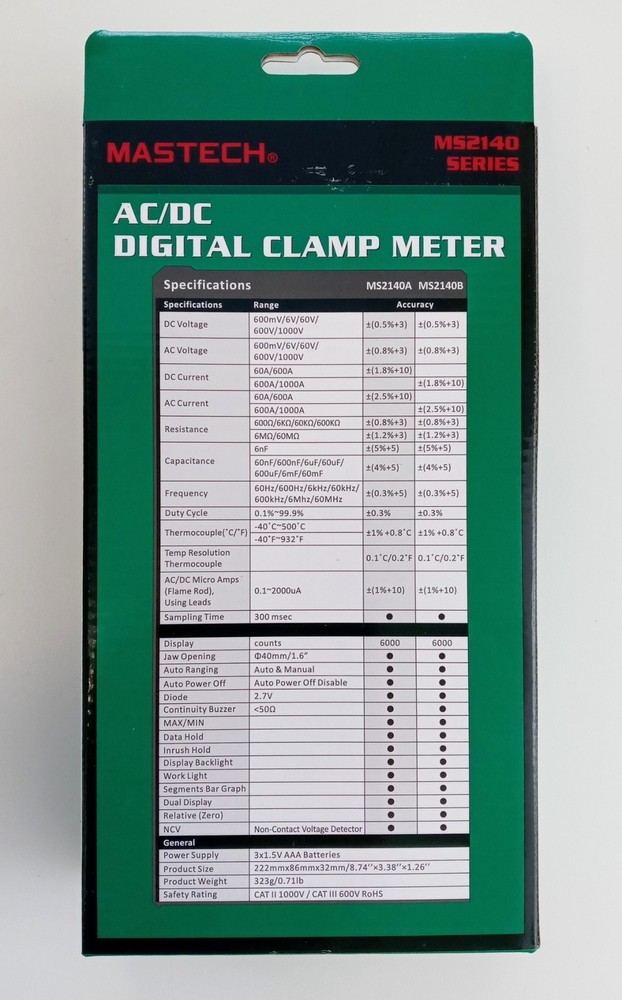 MASTECH®
MS2140
SERIES
AC/DC
DIGITAL CLAMP METER
Specifications MS2140A MS2140B
Specifications Range Accuracy
DC Voltage 600mV/6V/60V/ ±(0.5%+3) ±(0.5%+3)
600V/1000V
AC Voltage 600mV/6V/60V/ ±(0.8%+3) ±(0.8%+3)
600V/1000V
DC Current 60A/600A ±(1.8%+10)
600A/1000A ±(1.8%+10)
AC Current 60A/600A ±(2.5%+10)
600A/1000A ±(2.5%+10)
Resistance 600Ω/6KΩ/60KΩ/600KΩ ±(0.8%+3) ±(0.8%+3)
6MΩ/60MΩ ±(1.2%+3) ±(1.2%+3)
Capacitance 6nF ±(5%+5) ±(5%+5)
60nF/600nF/6uF/60uF/ ±(4%+5) ±(4%+5)
600uF/6mF/60mF
Frequency 60Hz/600Hz/6kHz/60kHz/ ±(0.3%+5) ±(0.3%+5)
600kHz/6Mhz/60MHz
Duty Cycle 0.1%~99.9% ±0.3% ±0.3%
Thermocouple(˚C/˚F) -40˚C~500˚C ±1%+0.8˚C ±1%+0.8˚C
-40˚F~932˚F
Temp Resolution 0.1˚C/0.2˚F 0.1˚C/0.2˚F
Thermocouple
AC/DC Micro Amps
(Flame Rod), 0.1~2000uA ±(1%+10) ±(1%+10)
Using Leads
Sampling Time 300 msec ● ●
Display counts 6000 6000
Jaw Opening Φ40mm/1.6" ● ●
Auto Ranging Auto & Manual ● ●
Auto Power Off Auto Power Off Disable ● ●
Diode 2.7V ● ●
Continuity Buzzer <50Ω ● ●
MAX/MIN ● ●
Data Hold ● ●
Inrush Hold ● ●
Display Backlight ● ●
Work Light ● ●
Segments Bar Graph ● ●
Dual Display ● ●
Relative (Zero) ● ●
NCV Non-Contact Voltage Detector ● ●
General
Power Supply 3x1.5V AAA Batteries
Product Size 222mmx86mmx32mm/8.74’’×3.38’’×1.26’’
Product Weight 323g/0.71lb
Safety Rating CAT II 1000V / CAT III 600V RoHS